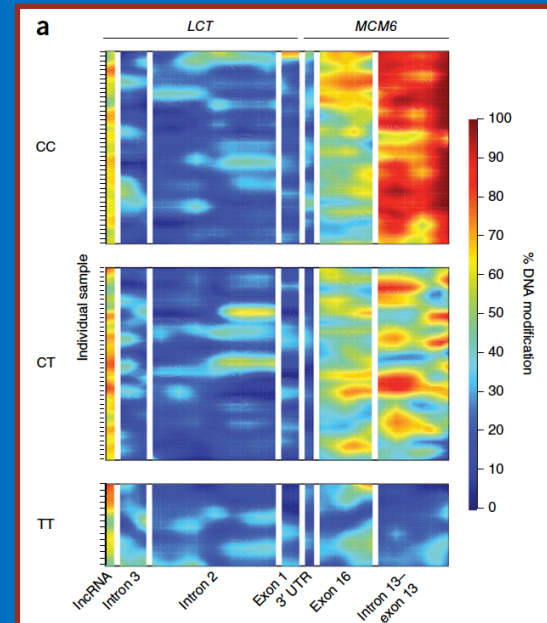 a
LCT MCM6
CC
CT
TT
Individual sample
lncRNA
Intron 3
Intron 2
Exon 1
3′ UTR
Exon 16
Intron 13–
exon 13
100
90
80
70
60
50
40
30
20
10
0
% DNA modification